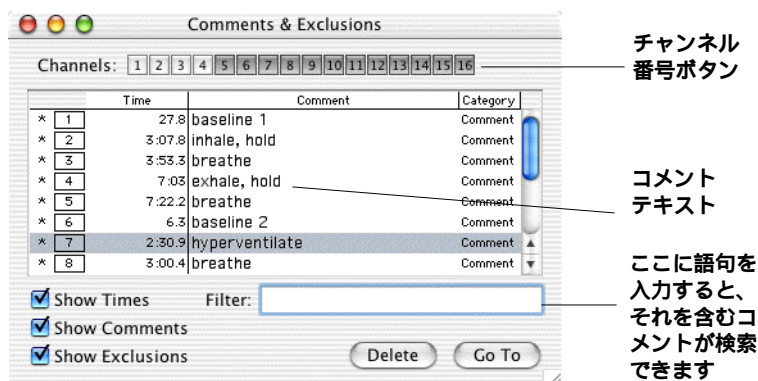 Comments & Exclusions
Channels: 1 2 3 4 5 6 7 8 9 10 11 12 13 14 15 16
チャンネル
番号ボタン
Time Comment Category
* 1 27.8 baseline 1 Comment
* 2 3:07.8 inhale, hold Comment
* 3 3:53.3 breathe Comment
* 4 7:03 exhale, hold Comment
* 5 7:22.2 breathe Comment
* 6 6.3 baseline 2 Comment
* 7 2:30.9 hyperventilate Comment
* 8 3:00.4 breathe Comment
コメント
テキスト
Show Times Filter:
Show Comments
Show Exclusions Delete Go To
ここに語句を
入力すると、
それを含むコ
メントが検索
できます